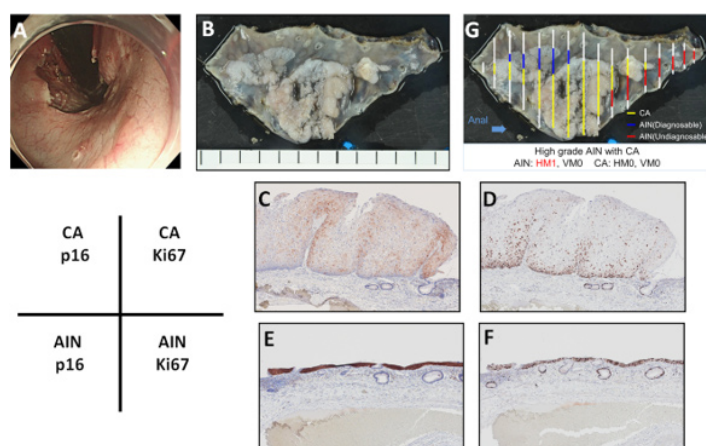 A
B
G
CA
AIN(Diagnosable)
AIN(Undiagnosable)
Anal
High grade AIN with CA
AIN: HM1, VM0 CA: HM0, VM0
C
D
CA
p16
CA
Ki67
AIN
p16
AIN
Ki67
E
F